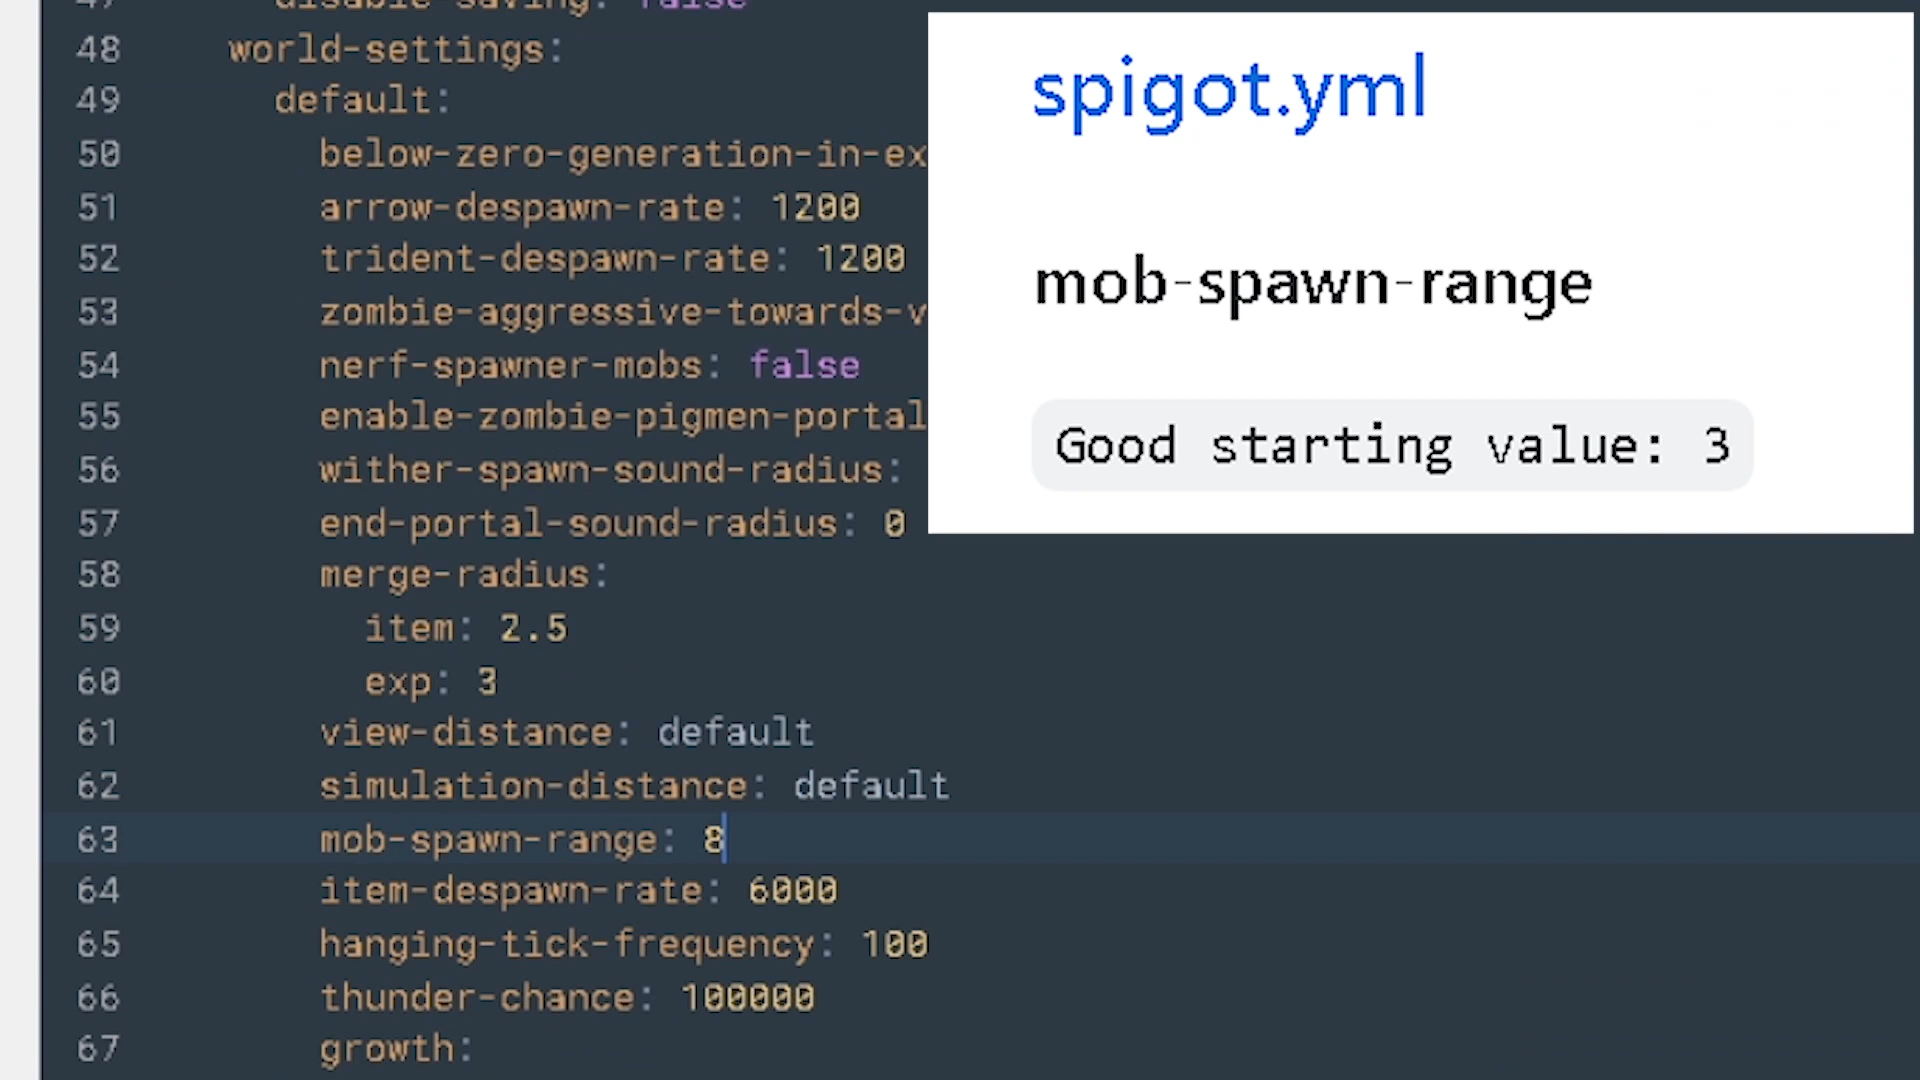 47 disable-saving: false
48 world-settings:
49 default:
50 below-zero-generation-in-ex
51 arrow-despawn-rate: 1200
52 trident-despawn-rate: 1200
53 zombie-aggressive-towards-v
54 nerf-spawner-mobs: false
55 enable-zombie-pigmen-portal
56 wither-spawn-sound-radius:
57 end-portal-sound-radius: 0
58 merge-radius:
59 item: 2.5
60 exp: 3
61 view-distance: default
62 simulation-distance: default
63 mob-spawn-range: 8
64 item-despawn-rate: 6000
65 hanging-tick-frequency: 100
66 thunder-chance: 100000
67 growth:
spigot.yml
mob-spawn-range
Good starting value: 3